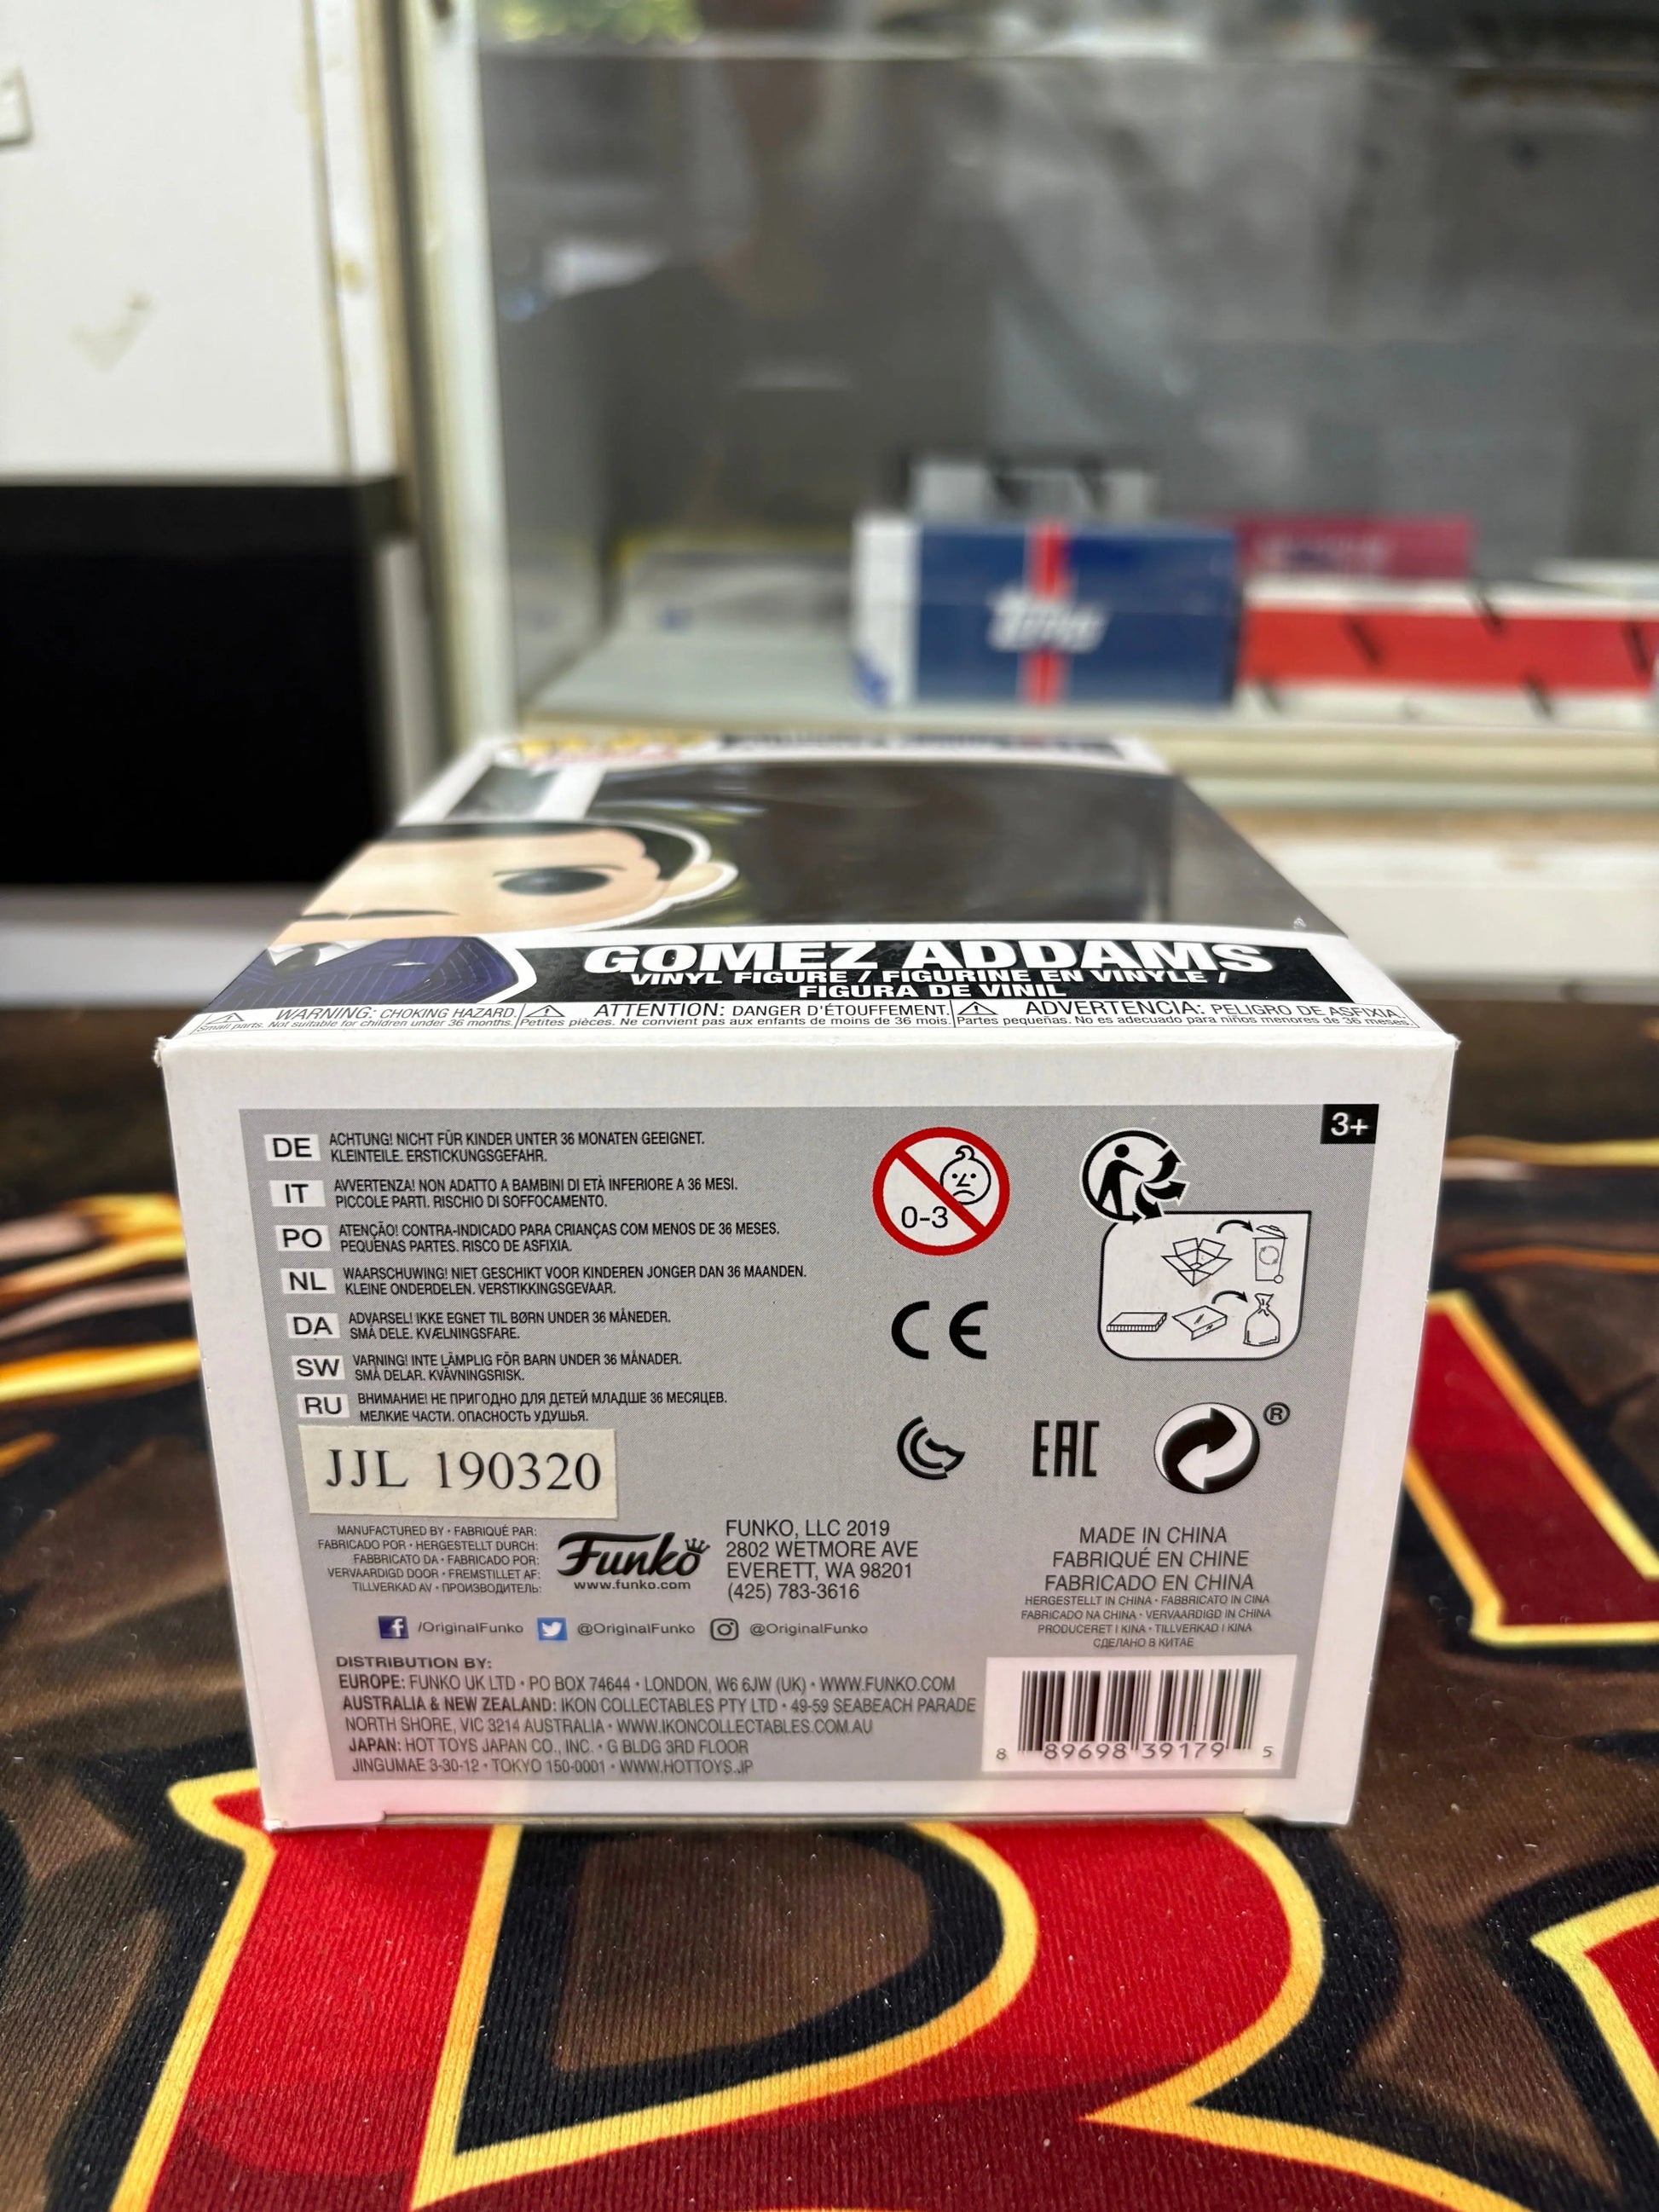 Topps
GOMEZ ADDAMS
VINYL FIGURE / FIGURINE EN VINYLE /
FIGURA DE VINIL
WARNING: CHOKING HAZARD.
Small parts. Not suitable for children under 36 months.
ATTENTION: DANGER D'ÉTOUFFEMENT.
Petites pièces. Ne convient pas aux enfants de moins de 36 mois.
ADVERTENCIA: PELIGRO DE ASFIXIA.
Partes pequeñas. No es adecuado para niños menores de 36 meses.
3+
DE ACHTUNG! NICHT FÜR KINDER UNTER 36 MONATEN GEEIGNET.
KLEINTEILE. ERSTICKUNGSGEFAHR.
IT AVVERTENZA! NON ADATTO A BAMBINI DI ETÀ INFERIORE A 36 MESI.
PICCOLE PARTI. RISCHIO DI SOFFOCAMENTO.
PO ATENÇÃO! CONTRA-INDICADO PARA CRIANÇAS COM MENOS DE 36 MESES.
PEQUENAS PARTES. RISCO DE ASFIXIA.
NL WAARSCHUWING! NIET GESCHIKT VOOR KINDEREN JONGER DAN 36 MAANDEN.
KLEINE ONDERDELEN. VERSTIKKINGSGEVAAR.
DA ADVARSEL! IKKE EGNET TIL BØRN UNDER 36 MÅNEDER.
SMÅ DELE. KVÆLNINGSFARE.
SW VARNING! INTE LÄMPLIG FÖR BARN UNDER 36 MÅNADER.
SMÅ DELAR. KVÄVNINGSRISK.
RU ВНИМАНИЕ! НЕ ПРИГОДНО ДЛЯ ДЕТЕЙ МЛАДШЕ 36 МЕСЯЦЕВ.
МЕЛКИЕ ЧАСТИ. ОПАСНОСТЬ УДУШЬЯ.
0-3
CE
EAC
®
JJL 190320
MANUFACTURED BY • FABRIQUÉ PAR:
FABRICADO POR • HERGESTELLT DURCH:
FABBRICATO DA • FABRICADO POR:
VERVAARDIGD DOOR • FREMSTILLET AF:
TILLVERKAD AV • ПРОИЗВОДИТЕЛЬ:
Funko
www.funko.com
FUNKO, LLC 2019
2802 WETMORE AVE
EVERETT, WA 98201
(425) 783-3616
MADE IN CHINA
FABRIQUÉ EN CHINE
FABRICADO EN CHINA
HERGESTELLT IN CHINA • FABBRICATO IN CINA
FABRICADO NA CHINA • VERVAARDIGD IN CHINA
PRODUCERET I KINA • TILLVERKAD I KINA
СДЕЛАНО В КИТАЕ
f /OriginalFunko @OriginalFunko @OriginalFunko
DISTRIBUTION BY:
EUROPE: FUNKO UK LTD • PO BOX 74644 • LONDON, W6 6JW (UK) • WWW.FUNKO.COM
AUSTRALIA & NEW ZEALAND: IKON COLLECTABLES PTY LTD • 49-59 SEABEACH PARADE
NORTH SHORE, VIC 3214 AUSTRALIA • WWW.IKONCOLLECTABLES.COM.AU
JAPAN: HOT TOYS JAPAN CO., INC. • G BLDG 3RD FLOOR
JINGUMAE 3-30-12 • TOKYO 150-0001 • WWW.HOTTOYS.JP
8 89698 39179 5